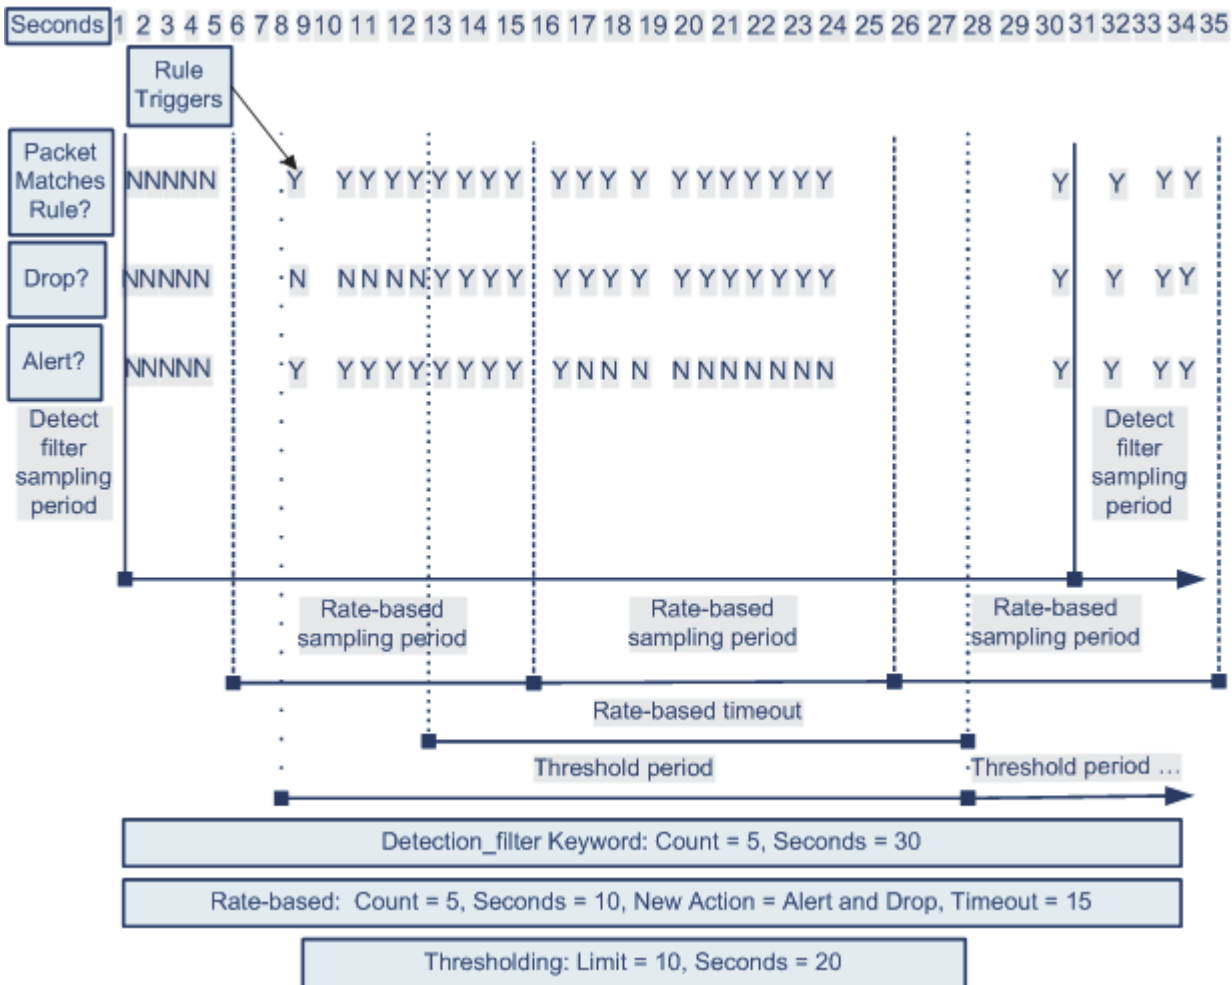 Seconds 1 2 3 4 5 6 7 8 9 10 11 12 13 14 15 16 17 18 19 20 21 22 23 24 25 26 27 28 29 30 31 32 33 34 35
Rule
Triggers
Packet
Matches
Rule?
NNNNN Y YYYYYYYY YYY Y YYYYYYY Y Y Y Y
Drop?
NNNNN N NNNNYYYY YYYY YYYYYYY Y Y YY
Alert?
NNNNN Y YYYYYYYY YNN N NNNNNNN Y Y YY
Detect
filter
sampling
period
Detect
filter
sampling
period
Rate-based
sampling period
Rate-based
sampling period
Rate-based
sampling period
Rate-based timeout
Threshold period
Threshold period ...
Detection_filter Keyword: Count = 5, Seconds = 30
Rate-based: Count = 5, Seconds = 10, New Action = Alert and Drop, Timeout = 15
Thresholding: Limit = 10, Seconds = 20